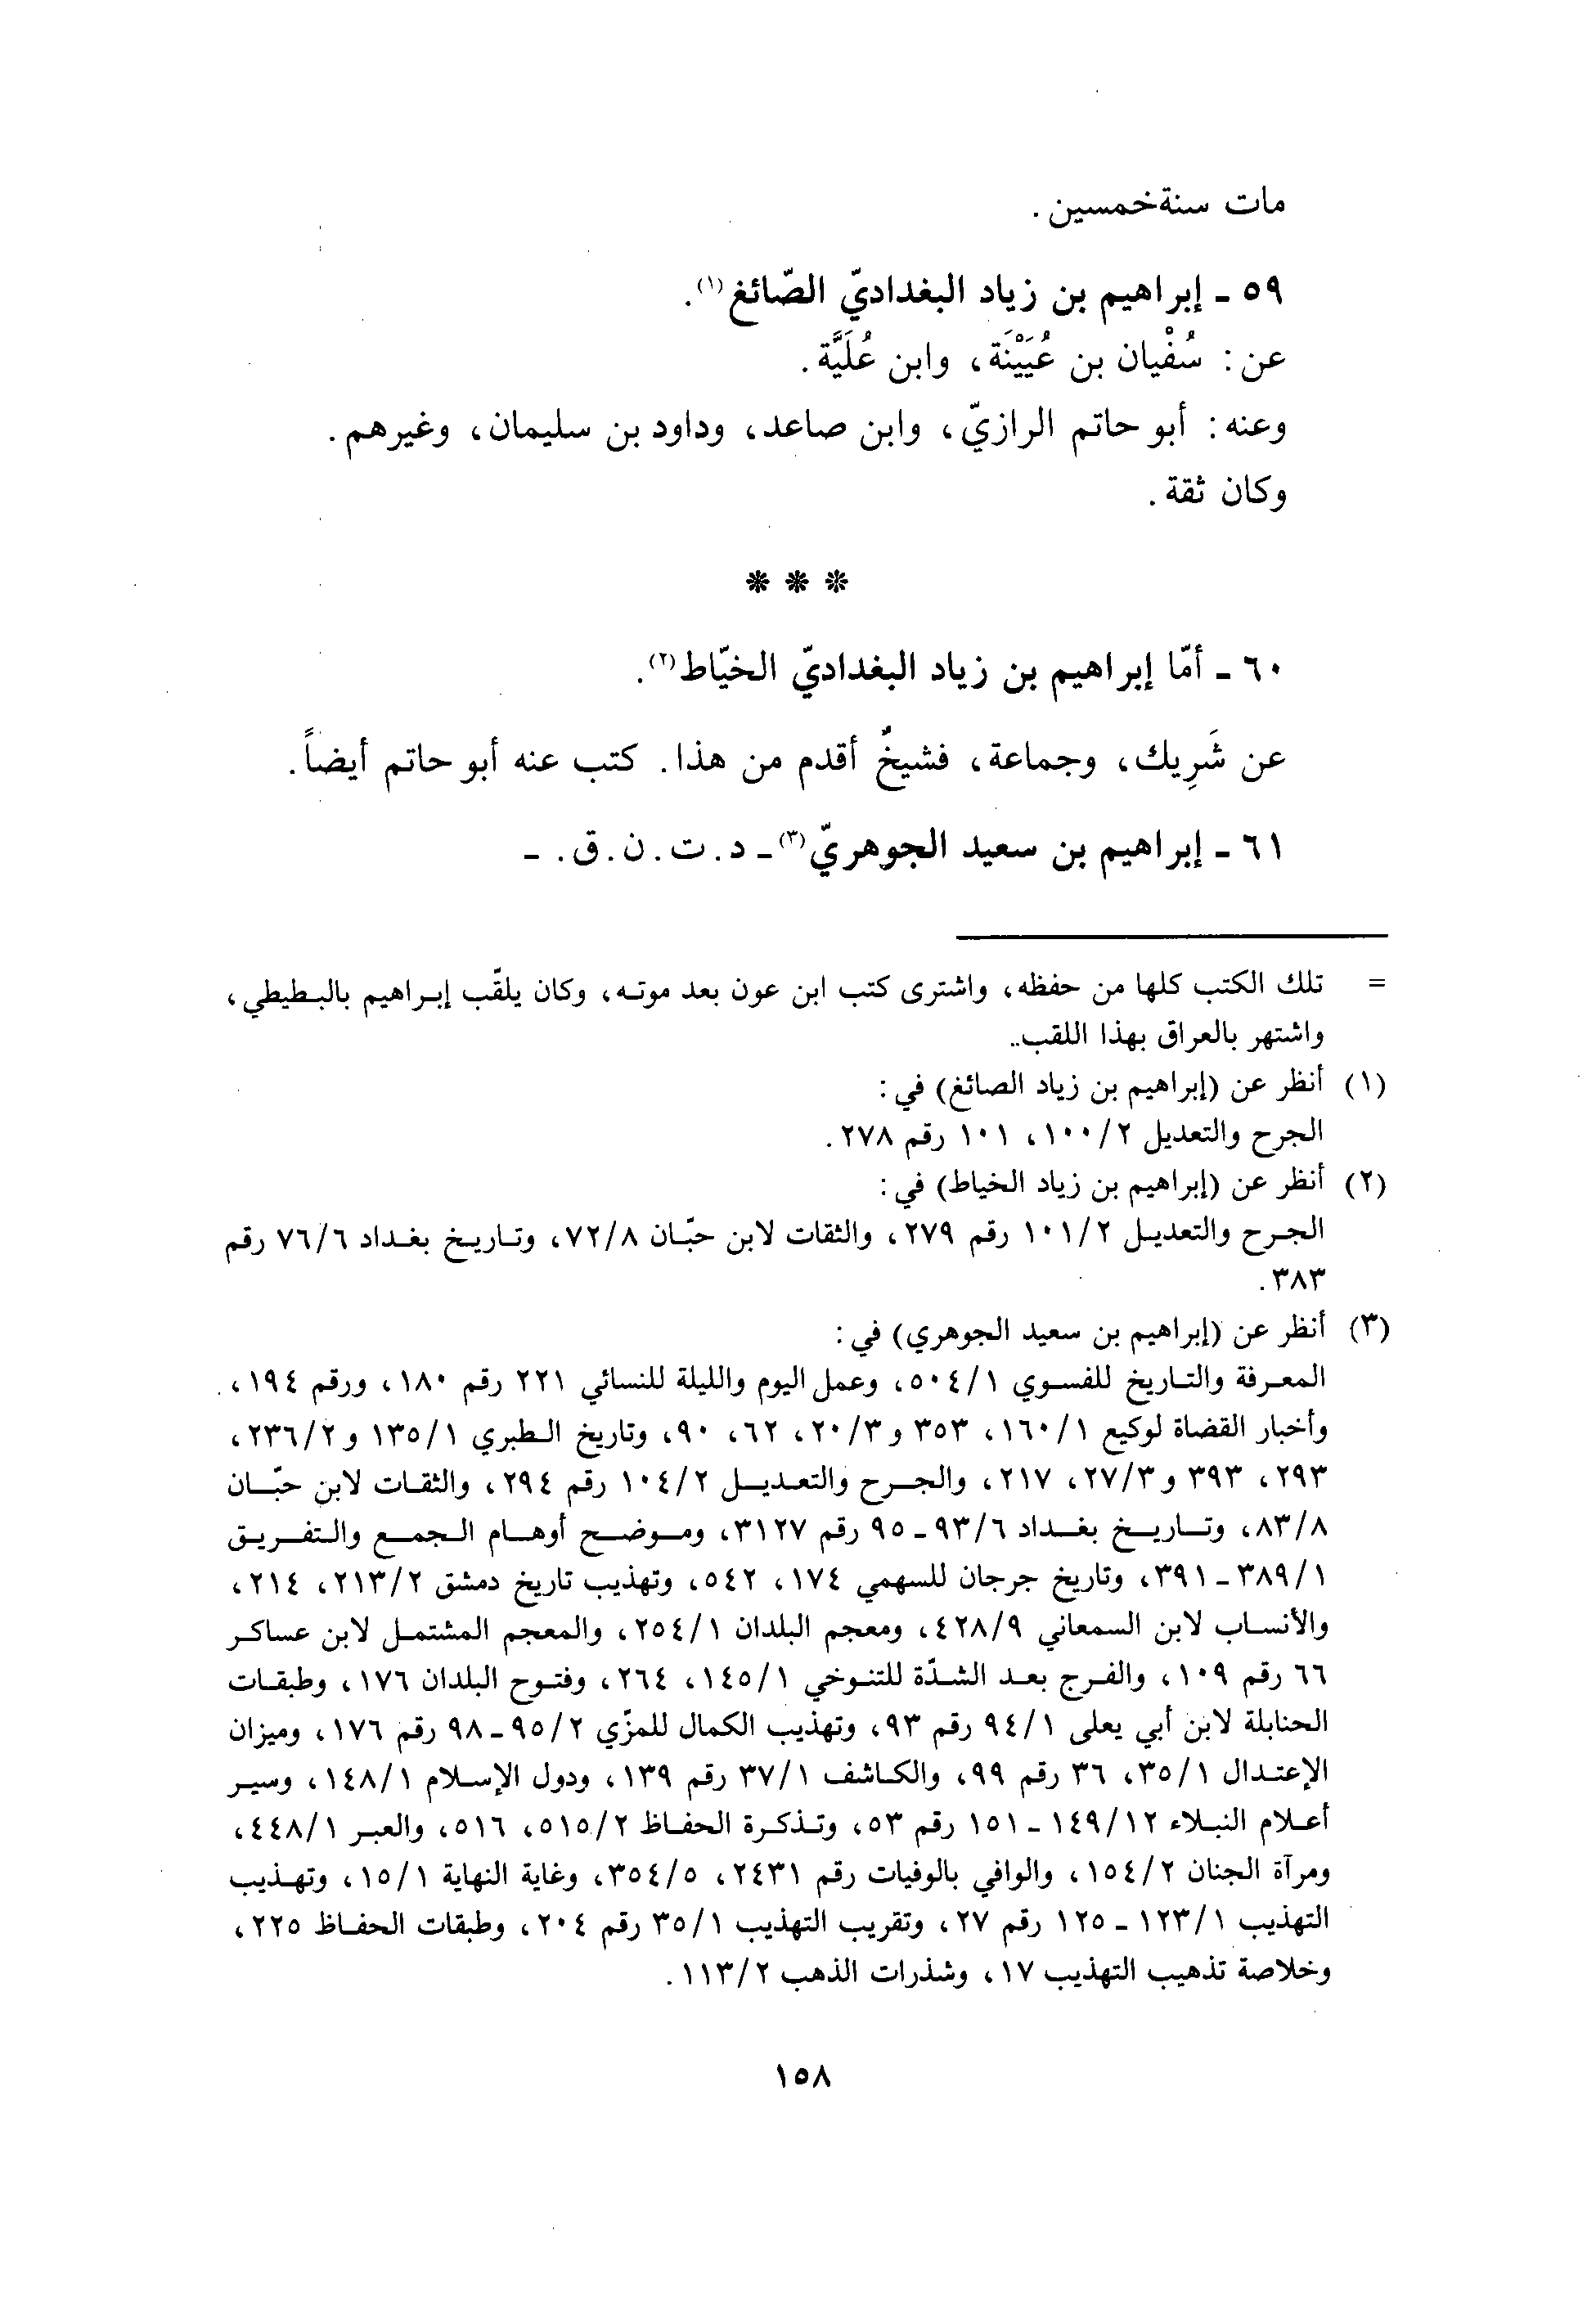 مات سنة خمسين.
٥٩ - إبراهيم بن زياد البغداديّ الصّائغ(١).
عن: سُفْيان بن عُيَيْنَة، وابن عُلَيَّة.
وعنه: أبو حاتم الرازيّ، وابن صاعد، وداود بن سليمان، وغيرهم.
وكان ثقة.
* * *
٦٠ - أمّا إبراهيم بن زياد البغداديّ الخيّاط(٢).
عن شَرِيك، وجماعة، فشيخٌ أقدم من هذا. كتب عنه أبو حاتم أيضاً.
٦١ - إبراهيم بن سعيد الجوهريّ(٣) - د. ت. ن. ق. -
= تلك الكتب كلها من حفظه، واشترى كتب ابن عون بعد موته، وكان يلقّب إبراهيم بالبطيطي،
واشتهر بالعراق بهذا اللقب..
(١) أنظر عن (إبراهيم بن زياد الصائغ) في:
الجرح والتعديل ٢/١٠٠، ١٠١ رقم ٢٧٨.
(٢) أنظر عن (إبراهيم بن زياد الخياط) في:
الجرح والتعديل ٢/١٠١ رقم ٢٧٩، والثقات لابن حبّان ٨/٧٢، وتاريخ بغداد ٦/٧٦ رقم
٣٨٣.
(٣) أنظر عن (إبراهيم بن سعيد الجوهري) في:
المعرفة والتاريخ للفسوي ١/٥٠٤، وعمل اليوم والليلة للنسائي ٢٢١ رقم ١٨٠، ورقم ١٩٤،
وأخبار القضاة لوكيع ١/١٦٠، ٣٥٣ و٣/٢٠، ٦٢، ٩٠، وتاريخ الطبري ١/١٣٥ و٢/٢٣٦،
٢٩٣، ٣٩٣ و٣/٢٧، ٢١٧، والجرح والتعديل ٢/١٠٤ رقم ٢٩٤، والثقات لابن حبّان
٨/٨٣، وتاريخ بغداد ٦/٩٣ - ٩٥ رقم ٣١٢٧، وموضح أوهام الجمع والتفريق
١/٣٨٩ - ٣٩١، وتاريخ جرجان للسهمي ١٧٤، ٥٤٢، وتهذيب تاريخ دمشق ٢/٢١٣، ٢١٤،
والأنساب لابن السمعاني ٩/٤٢٨، ومعجم البلدان ١/٢٥٤، والمعجم المشتمل لابن عساكر
٦٦ رقم ١٠٩، والفرج بعد الشدّة للتنوخي ١/١٤٥، ٢٦٤، وفتوح البلدان ١٧٦، وطبقات
الحنابلة لابن أبي يعلى ١/٩٤ رقم ٩٣، وتهذيب الكمال للمزّي ٢/٩٥ - ٩٨ رقم ١٧٦، وميزان
الإعتدال ١/٣٥، ٣٦ رقم ٩٩، والكاشف ١/٣٧ رقم ١٣٩، ودول الإسلام ١/١٤٨، وسير
أعلام النبلاء ١٢/١٤٩ - ١٥١ رقم ٥٣، وتذكرة الحفاظ ٢/٥١٥، ٥١٦، والعبر ١/٤٤٨،
ومرآة الجنان ٢/١٥٤، والوافي بالوفيات رقم ٢٤٣١، ٥/٣٥٤، وغاية النهاية ١/١٥، وتهذيب
التهذيب ١/١٢٣ - ١٢٥ رقم ٢٧، وتقريب التهذيب ١/٣٥ رقم ٢٠٤، وطبقات الحفاظ ٢٢٥،
وخلاصة تذهيب التهذيب ١٧، وشذرات الذهب ٢/١١٣.
١٥٨